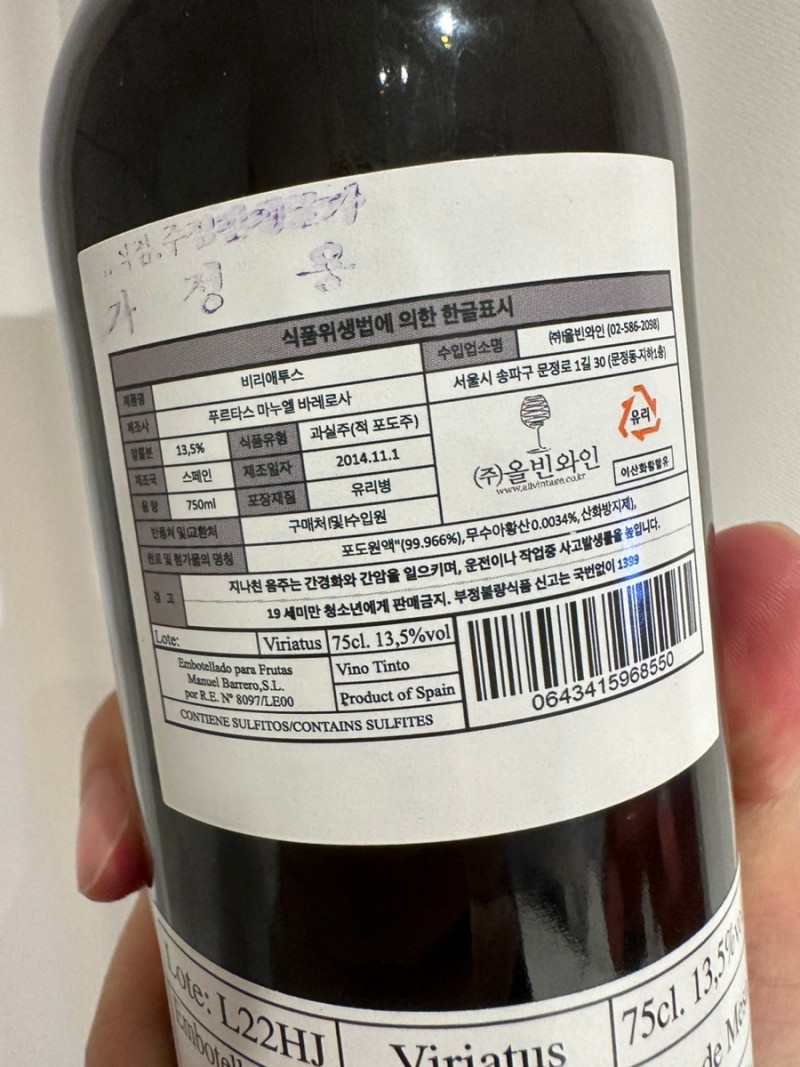 가 정 용
식품위생법에 의한 한글표시
제품명 비리애투스 수입업소명 ㈜올빈와인 (02-586-2098)
제조사 푸르타스 마누엘 바레로사 서울시 송파구 문정로 1길 30 (문정동-지하1층)
알콜분 13,5% 식품유형 과실주(적 포도주)
제조국 스페인 제조일자 2014.11.1
용 량 750ml 포장재질 유리병
유리
(주)올빈와인
www.allvinture.co.kr
이산화황함유
반품처 및교환처 구매처및수입원
원료 및 첨가물의 명칭 포도원액"(99.966%),무수아황산0.0034%,산화방지제),
경 고 지나친 음주는 간경화와 간암을 일으키며, 운전이나 작업중 사고발생률을 높입니다.
19 세미만 청소년에게 판매금지. 부정불량식품 신고는 국번없이 1399
Lote: Viriatus 75cl. 13,5%vol
Embotellado para Frutas
Manuel Barrero,S.L.
por R.E. Nº 8097/LE00
Vino Tinto
Product of Spain
CONTIENE SULFITOS/CONTAINS SULFITES
0643415968550
Lote: L22HJ Viriatus 75cl. 13,5%